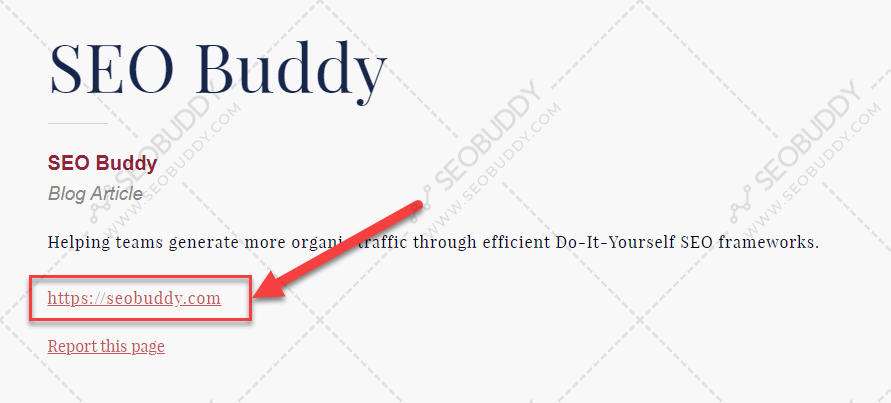 SEO Buddy
SEO Buddy
Blog Article
Helping teams generate more organic traffic through efficient Do-It-Yourself SEO frameworks.
https://seobuddy.com
Report this page
SEOBUDDY
WWW.SEOBUDDY.COM
SEOBUDDY
WWW.SEOBUDDY.COM
SEOBUDDY
WWW.SEOBUDDY.COM